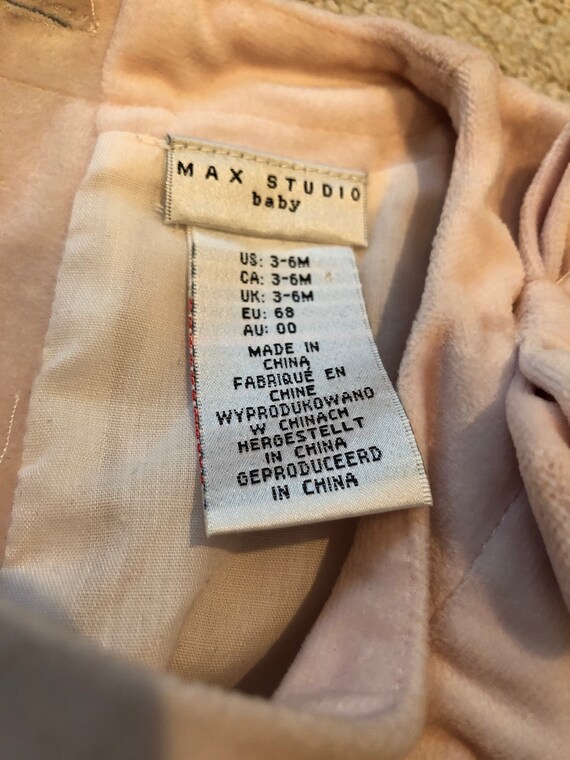 MAX STUDIO
baby
US: 3-6M
CA: 3-6M
UK: 3-6M
EU: 68
AU: 00
MADE IN
CHINA
FABRIQUE EN
CHINE
WYPRODUKOWANO
W CHINACH
HERGESTELLT
IN CHINA
GEPRODUCEERD
IN CHINA